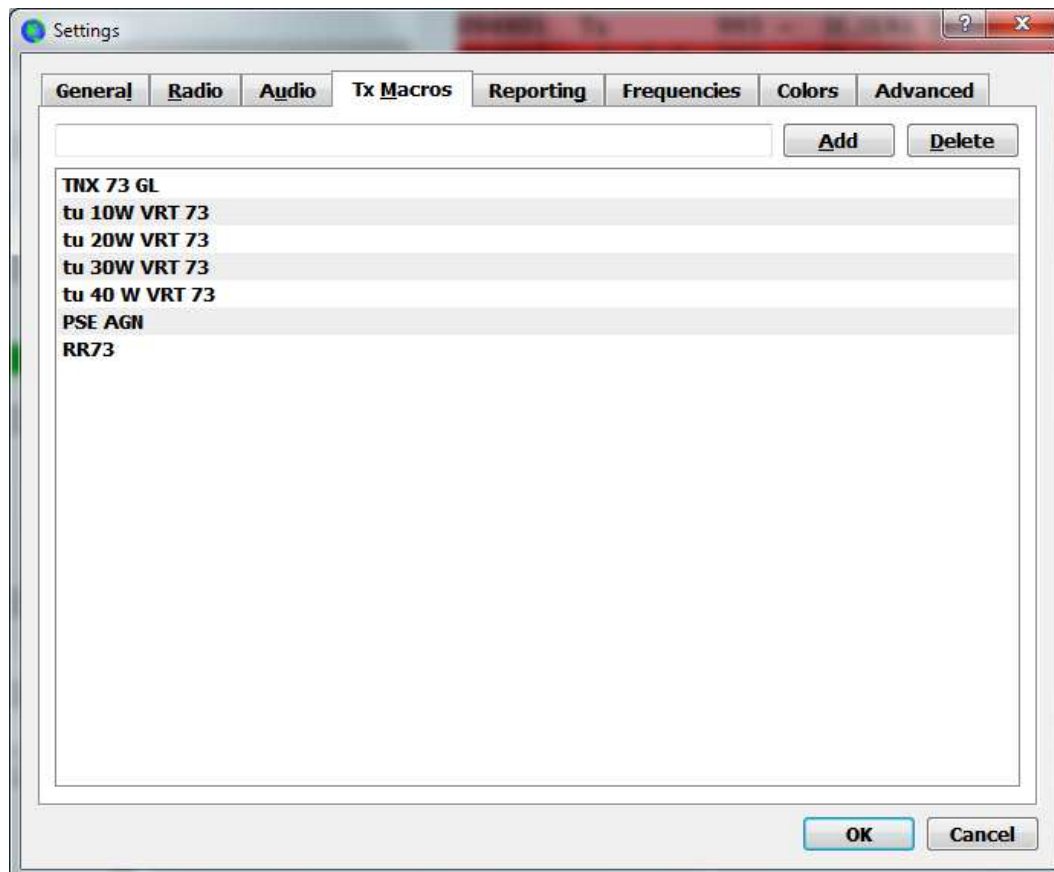 Settings
General Radio Audio Tx Macros Reporting Frequencies Colors Advanced
Add Delete
TNX 73 GL
tu 10W VRT 73
tu 20W VRT 73
tu 30W VRT 73
tu 40 W VRT 73
PSE AGN
RR73
OK Cancel